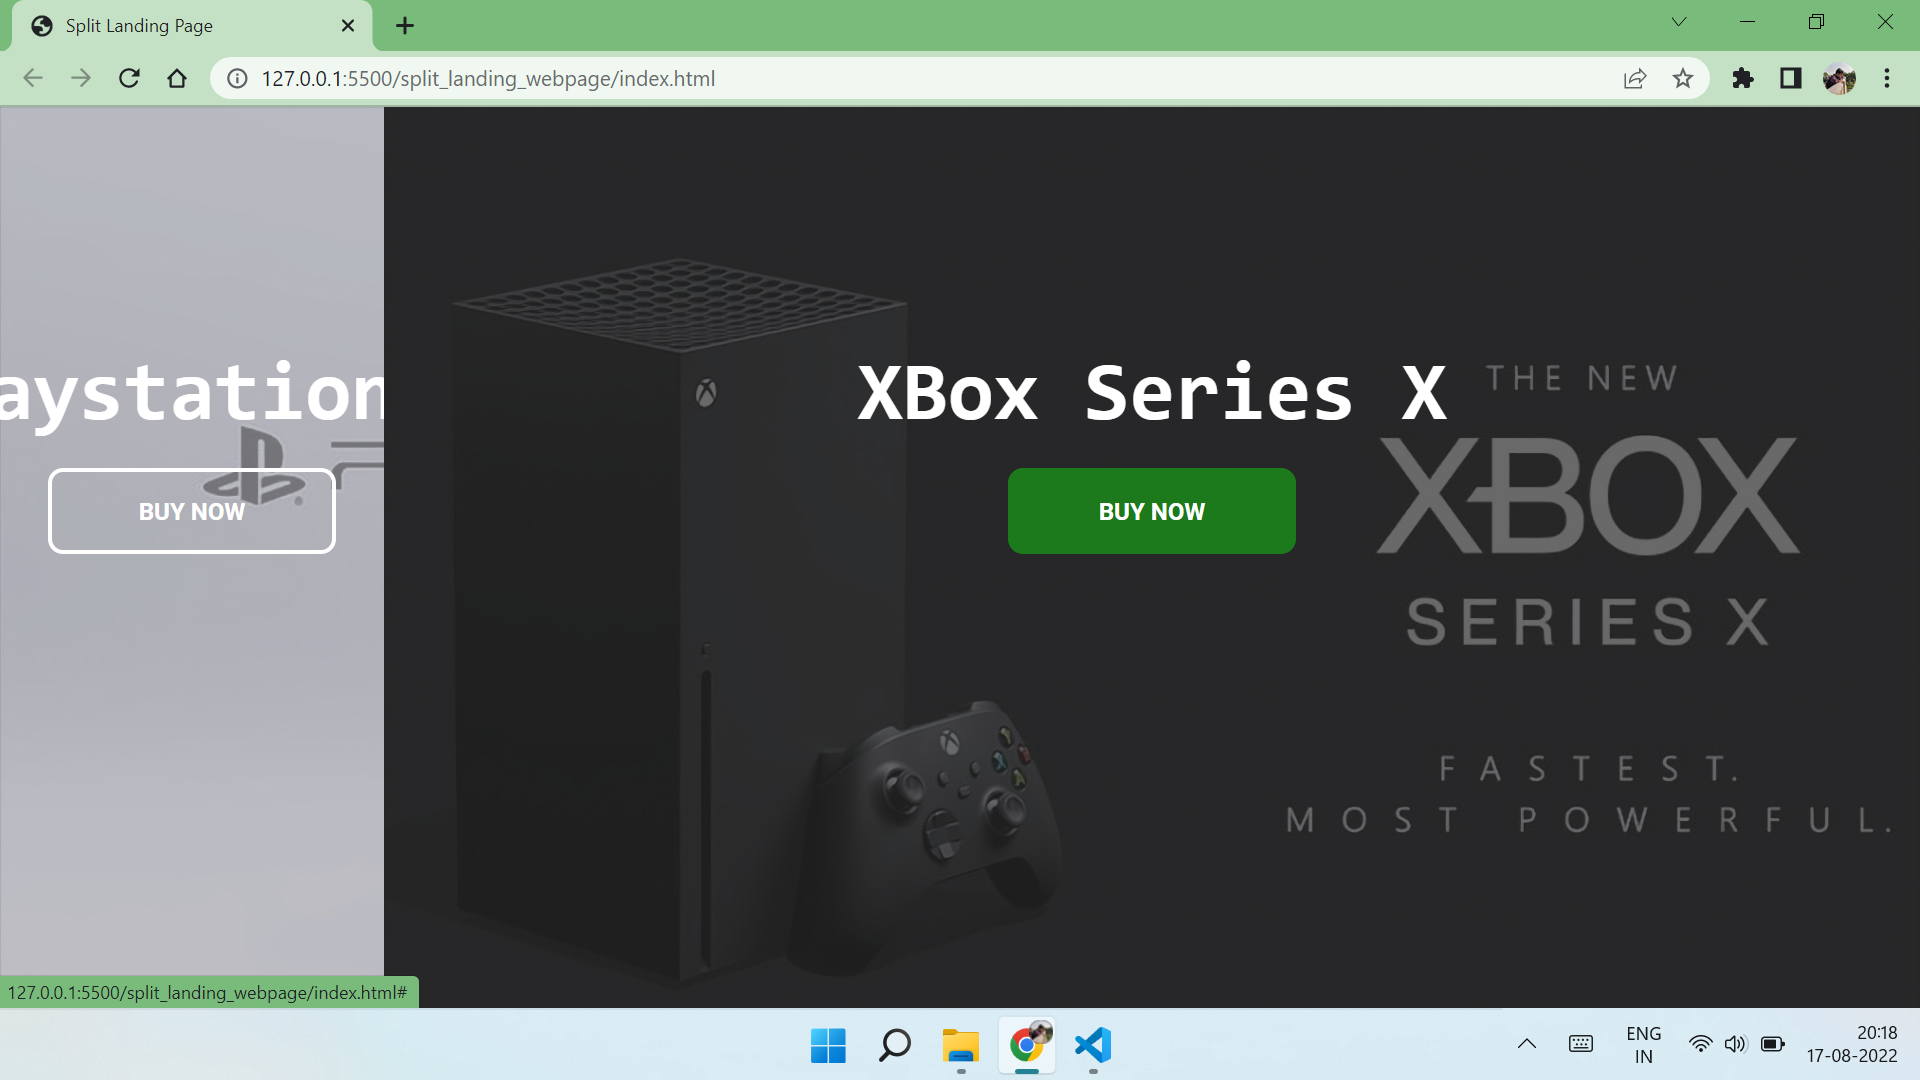 Split Landing Page
127.0.0.1:5500/split_landing_webpage/index.html
aystation
BUY NOW
XBox Series X
BUY NOW
THE NEW
XBOX
SERIES X
FASTEST.
MOST POWERFUL.
127.0.0.1:5500/split_landing_webpage/index.html#
ENG
IN
20:18
17-08-2022